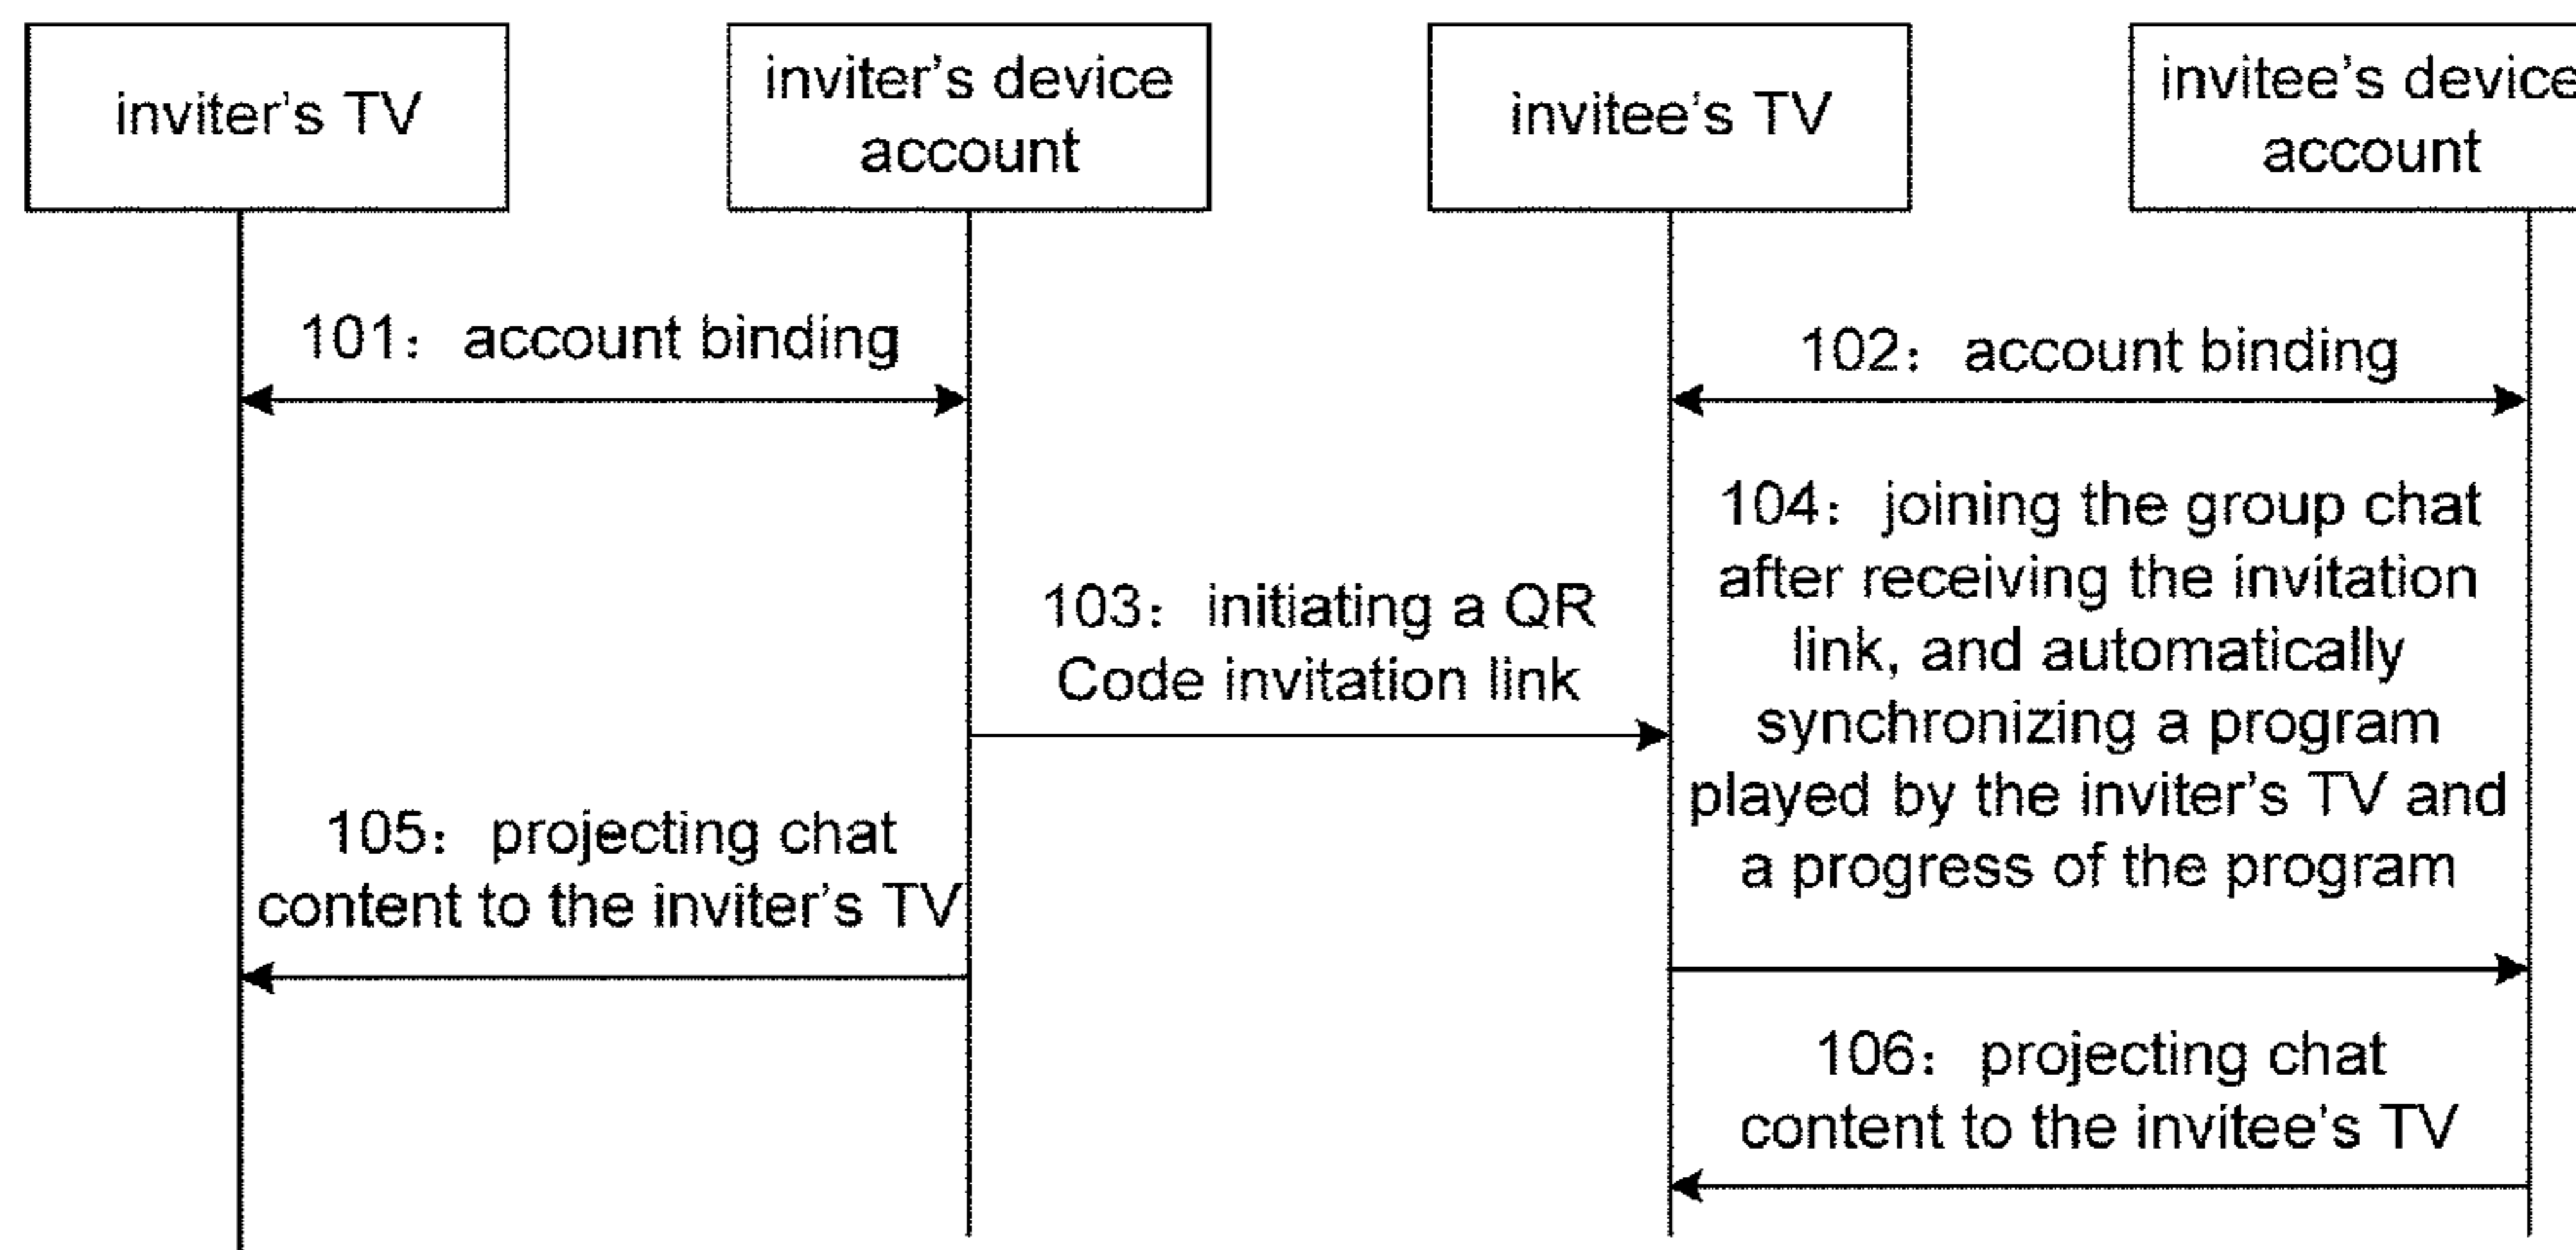 inviter's TV
inviter's device
account
invitee's TV
invitee's device
account
101: account binding
102: account binding
103: initiating a QR
Code invitation link
104: joining the group chat
after receiving the invitation
link, and automatically
synchronizing a program
played by the inviter's TV and
a progress of the program
105: projecting chat
content to the inviter's TV
106: projecting chat
content to the invitee's TV